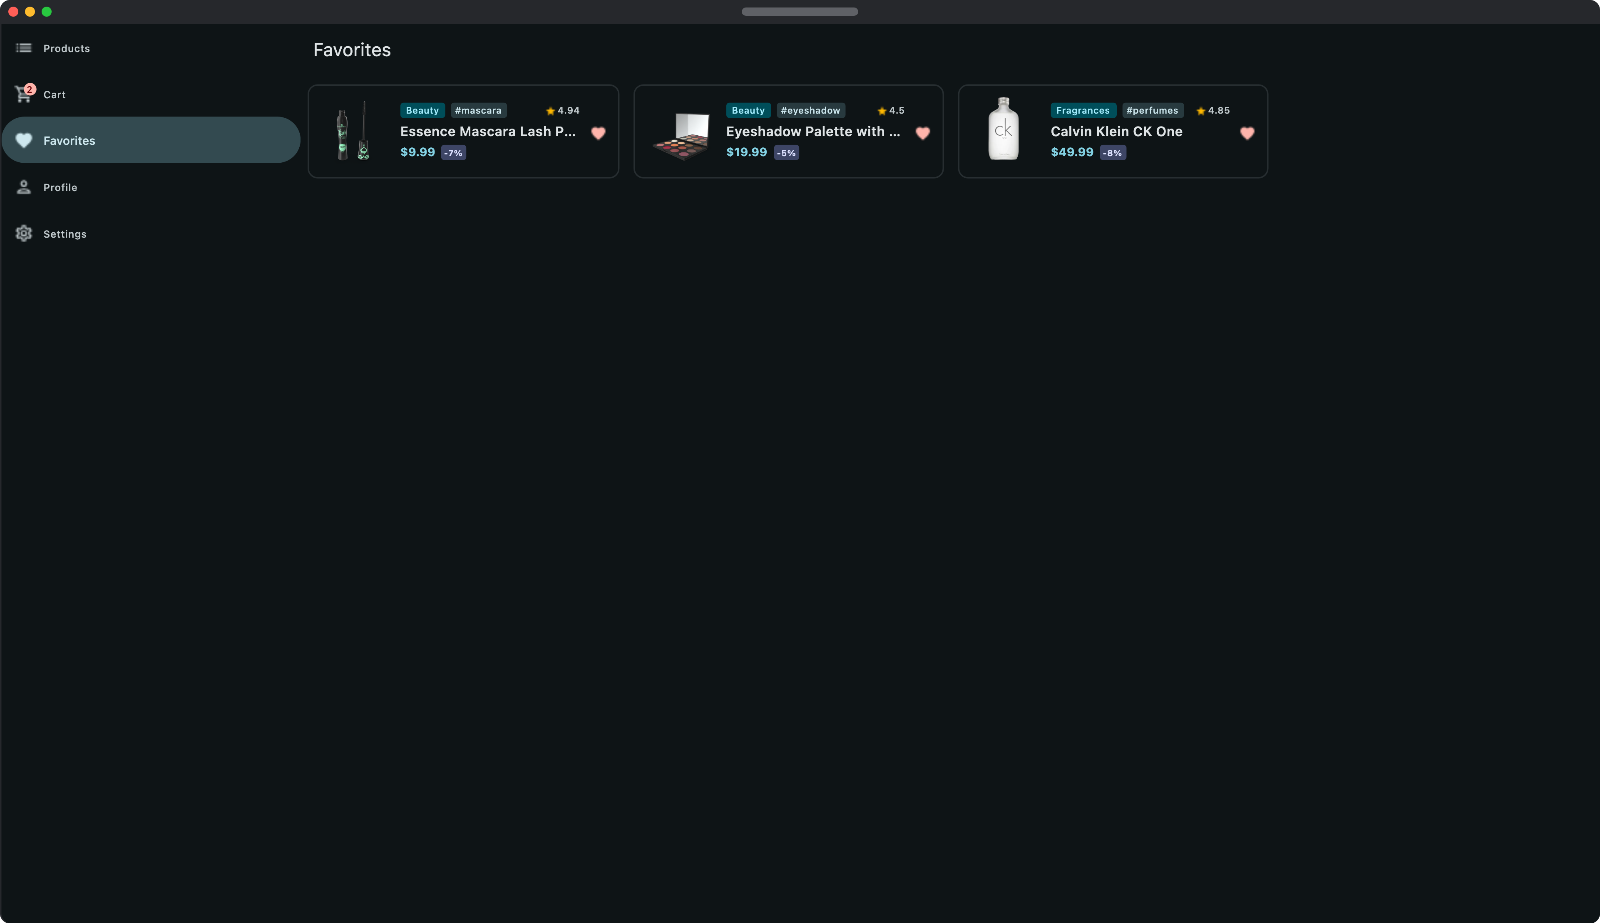 Products
2
Cart
Favorites
Profile
Settings
Favorites
Beauty #mascara 4.94
Essence Mascara Lash P...
$9.99 -7%
Beauty #eyeshadow 4.5
Eyeshadow Palette with ...
$19.99 -5%
ck
Fragrances #perfumes 4.85
Calvin Klein CK One
$49.99 -8%